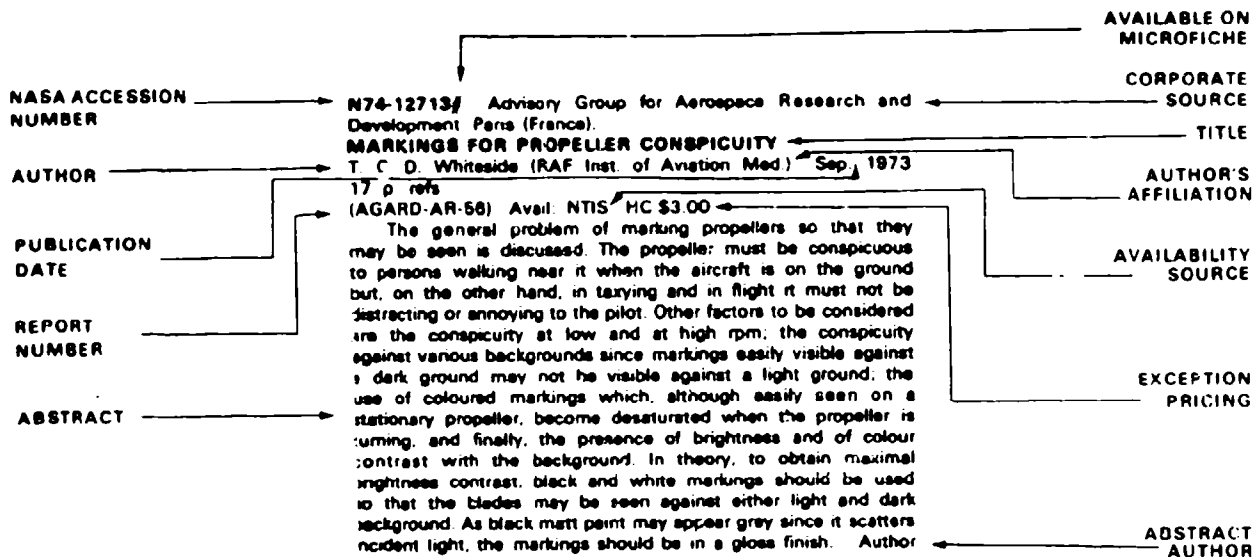 AVAILABLE ON
MICROFICHE
CORPORATE
SOURCE
TITLE
AUTHOR'S
AFFILIATION
AVAILABILITY
SOURCE
EXCEPTION
PRICING
ABSTRACT
AUTHOR
NASA ACCESSION
NUMBER
AUTHOR
PUBLICATION
DATE
REPORT
NUMBER
ABSTRACT
N74-12713# Advisory Group for Aerospace Research and
Development Paris (France).
MARKINGS FOR PROPELLER CONSPICUITY
T. C D. Whiteside (RAF Inst. of Aviation Med.) Sep. 1973
17 p refs
(AGARD-AR-56) Avail: NTIS HC $3.00
The general problem of marking propellers so that they
may be seen is discussed. The propeller must be conspicuous
to persons walking near it when the aircraft is on the ground
but, on the other hand, in taxying and in flight it must not be
distracting or annoying to the pilot. Other factors to be considered
are the conspicuity at low and at high rpm; the conspicuity
against various backgrounds since markings easily visible against
a dark ground may not be visible against a light ground; the
use of coloured markings which, although easily seen on a
stationary propeller, become desaturated when the propeller is
turning, and finally, the presence of brightness and of colour
contrast with the background. In theory, to obtain maximal
brightness contrast, black and white markings should be used
so that the blades may be seen against either light and dark
background. As black matt paint may appear grey since it scatters
incident light, the markings should be in a gloss finish. Author